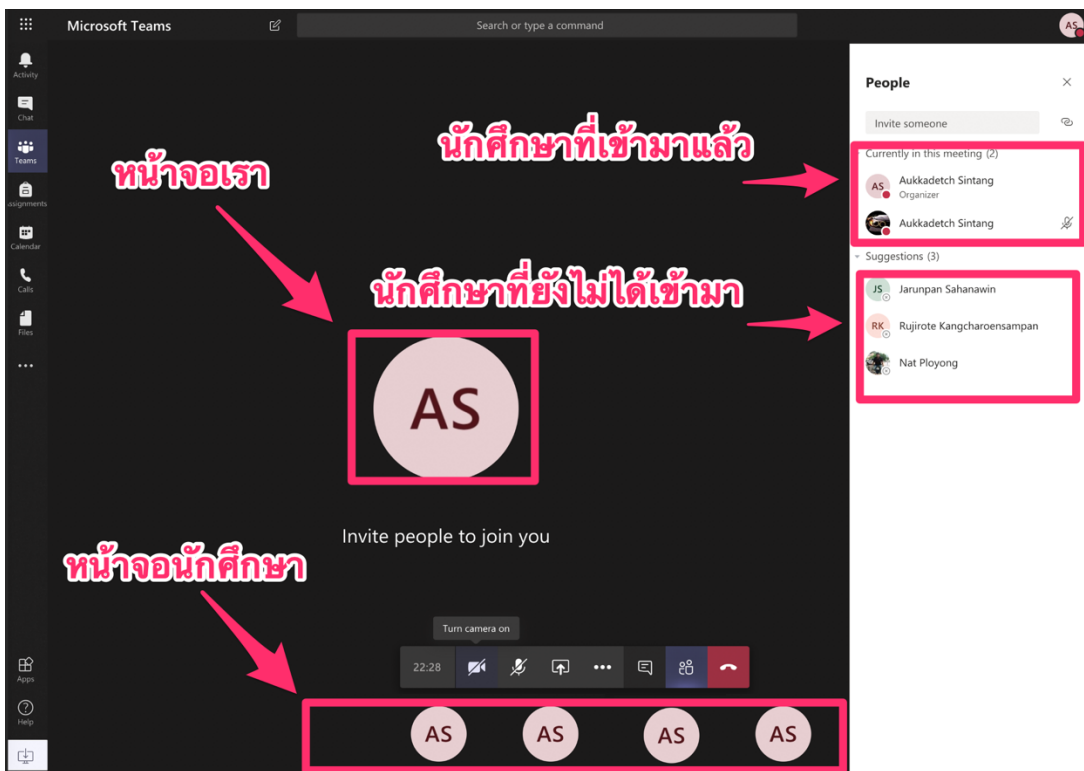 Microsoft Teams
Search or type a command
AS
Activity
Chat
Teams
Assignments
Calendar
Calls
Files
Apps
Help
หน้าจอเรา
นักศึกษาที่เข้ามาแล้ว
นักศึกษาที่ยังไม่ได้เข้ามา
AS
Invite people to join you
หน้าจอนักศึกษา
Turn camera on
22:28
AS AS AS AS
People
Invite someone
Currently in this meeting (2)
AS Aukkadetch Sintang
Organizer
Aukkadetch Sintang
Suggestions (3)
JS Jarunpan Sahanawin
RK Rujirote Kangcharoensampan
Nat Ployong